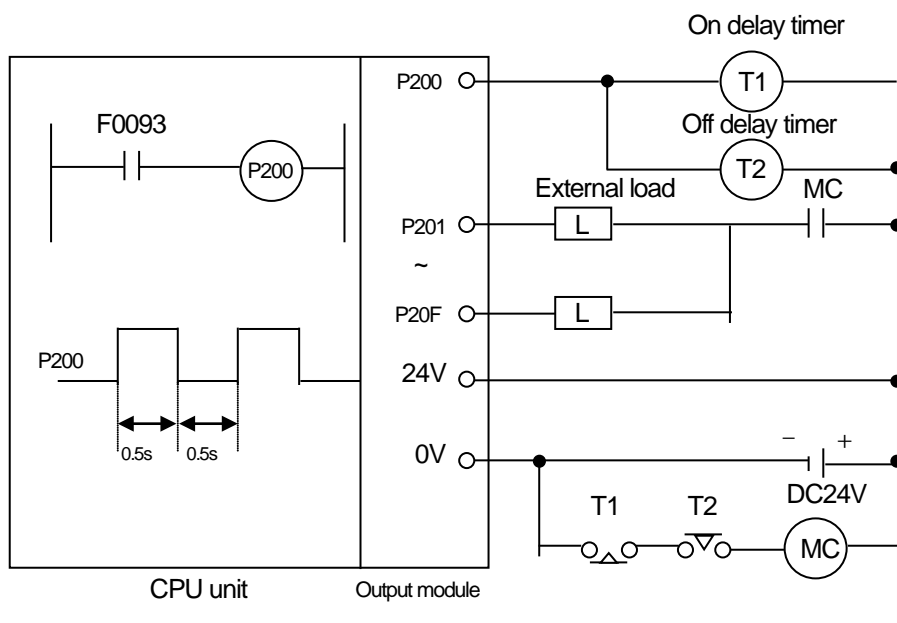 On delay timer
P200
T1
F0093
P200
Off delay timer
T2
External load
MC
P201
L
~
P20F
L
P200
24V
0.5s 0.5s
0V
− +
DC24V
T1 T2
MC
CPU unit
Output module